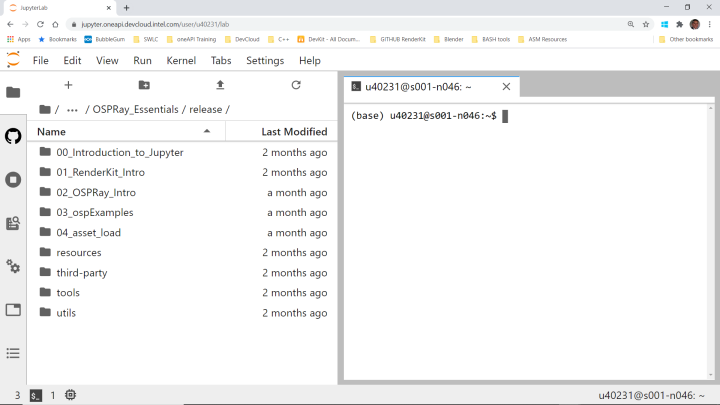 JupyterLab
jupyter.oneapi.devcloud.intel.com/user/u40231/lab
Apps Bookmarks BubbleGum SWLC oneAPI Training DevCloud C++ DevKit - All Docum... GITHUB RenderKit Blender BASH tools ASM Resources Other bookmarks
File Edit View Run Kernel Tabs Settings Help
/ ... / OSPRay_Essentials / release /
Name Last Modified
00_Introduction_to_Jupyter 2 months ago
01_RenderKit_Intro 2 months ago
02_OSPRay_Intro a month ago
03_ospExamples a month ago
04_asset_load a month ago
resources 2 months ago
third-party 2 months ago
tools 2 months ago
utils 2 months ago
u40231@s001-n046: ~
(base) u40231@s001-n046:~$
3 $_ 1 u40231@s001-n046: ~